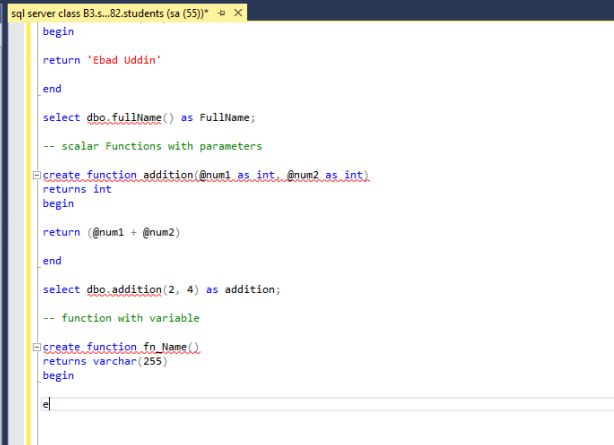 sql server class B3.s...82.students (sa (55))*
begin
return 'Ebad Uddin'
end
select dbo.fullName() as FullName;
-- scalar Functions with parameters
create function addition(@num1 as int, @num2 as int)
returns int
begin
return (@num1 + @num2)
end
select dbo.addition(2, 4) as addition;
-- function with variable
create function fn_Name()
returns varchar(255)
begin
e